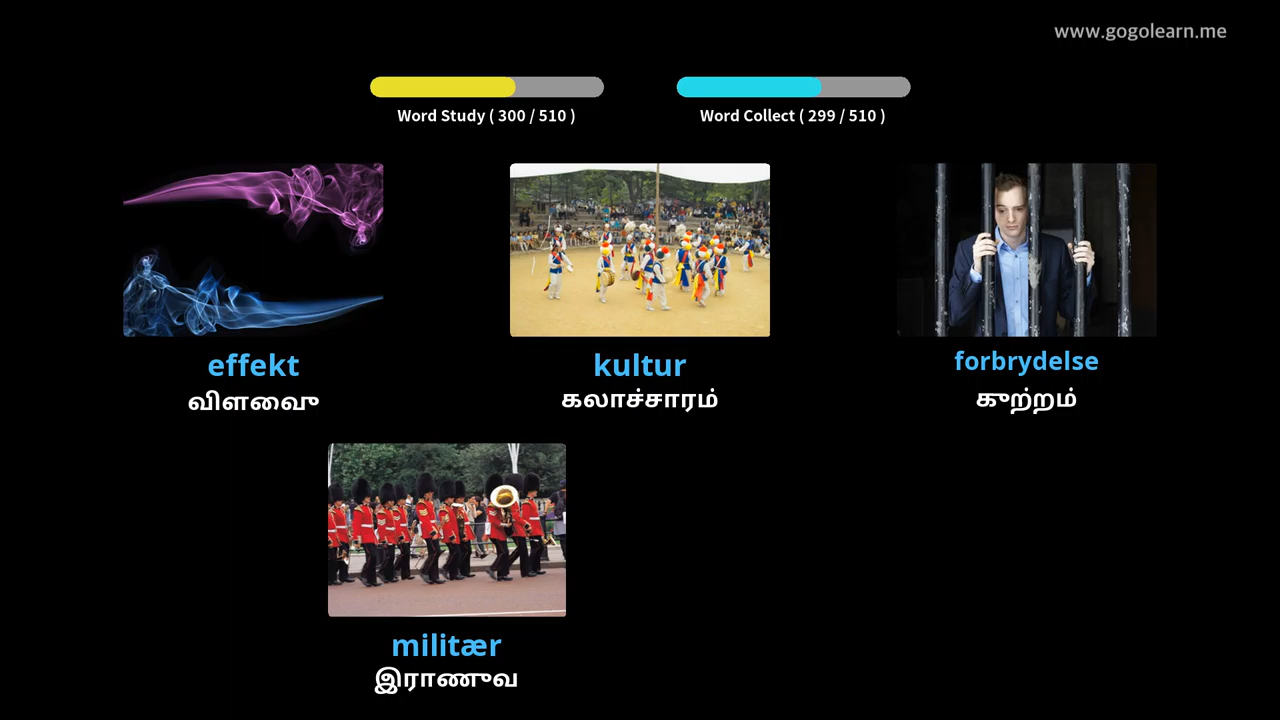 www.gogolearn.me
Word Study ( 300 / 510 )
Word Collect ( 299 / 510 )
effekt
kultur
forbrydelse
விளைவு
கலாச்சாரம்
குற்றம்
militær
இராணுவ